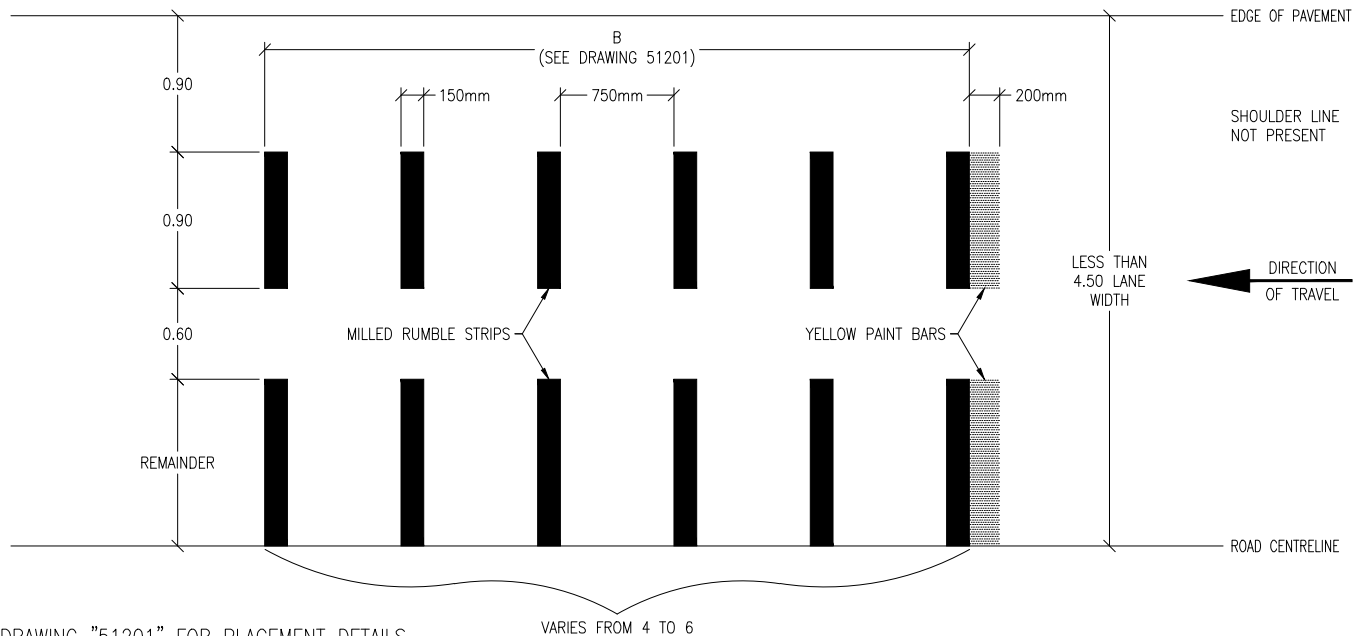 EDGE OF PAVEMENT
B
(SEE DRAWING 51201)
0.90
150mm
750mm
200mm
SHOULDER LINE
NOT PRESENT
0.90
LESS THAN
4.50 LANE
WIDTH
DIRECTION
OF TRAVEL
0.60
MILLED RUMBLE STRIPS
YELLOW PAINT BARS
REMAINDER
ROAD CENTRELINE
DRAWING "51201" FOR PLACEMENT DETAILS
VARIES FROM 4 TO 6